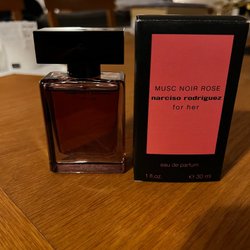 MUSC NOIR ROSE
narciso rodriguez
for her
eau de parfum
1 fl.oz. e 30 ml